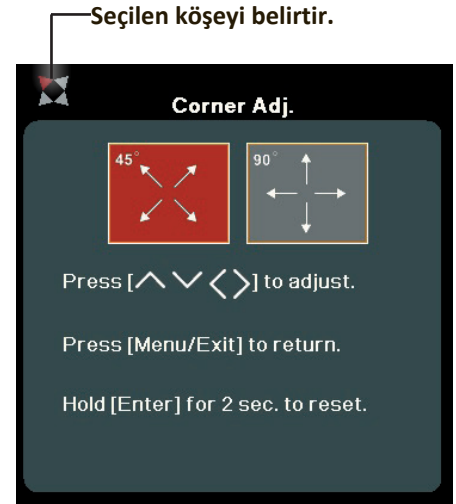 Seçilen köşeyi belirtir.
Corner Adj.
45° 90°
Press [∧ ∨ < >] to adjust.
Press [Menu/Exit] to return.
Hold [Enter] for 2 sec. to reset.